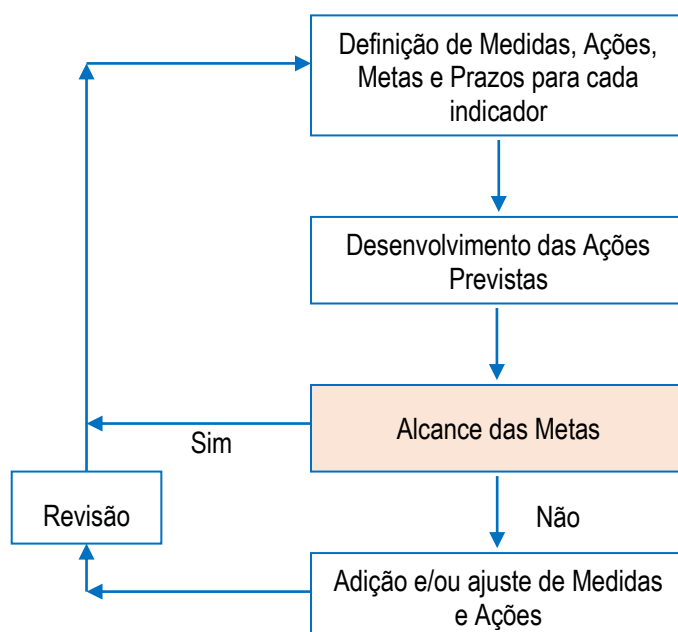 Definição de Medidas, Ações,
Metas e Prazos para cada
indicador
Desenvolvimento das Ações
Previstas
Alcance das Metas
Sim
Revisão
Não
Adição e/ou ajuste de Medidas
e Ações